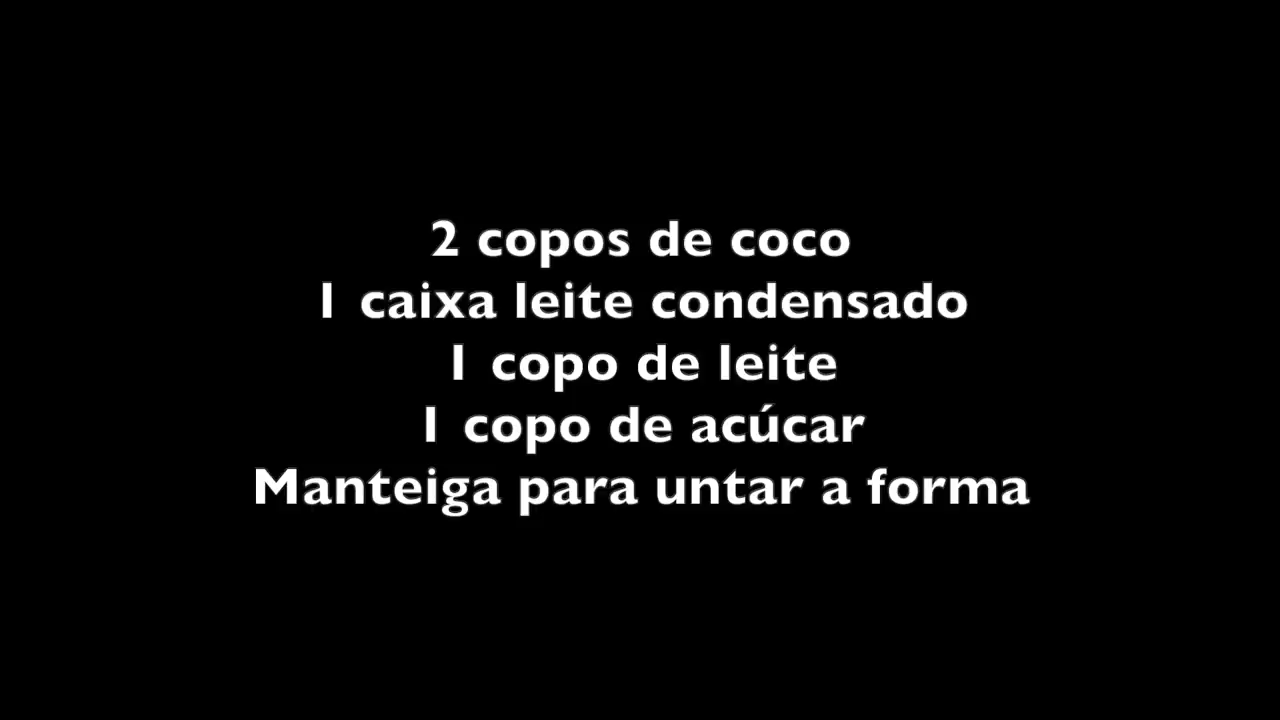 2 copos de coco
1 caixa leite condensado
1 copo de leite
1 copo de acúcar
Manteiga para untar a forma